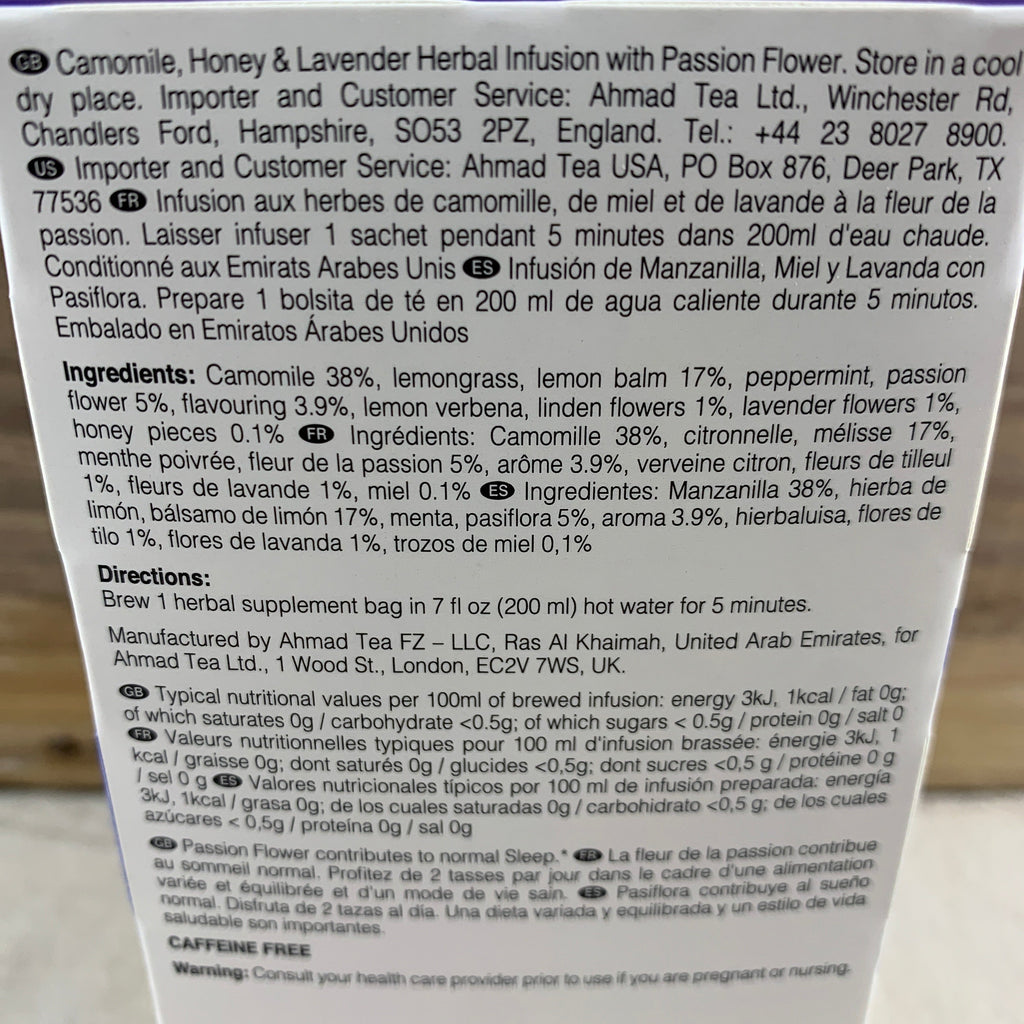 GB Camomile, Honey & Lavender Herbal Infusion with Passion Flower. Store in a cool
dry place. Importer and Customer Service: Ahmad Tea Ltd., Winchester Rd,
Chandlers Ford, Hampshire, SO53 2PZ, England. Tel.: +44 23 8027 8900.
US Importer and Customer Service: Ahmad Tea USA, PO Box 876, Deer Park, TX
77536 FR Infusion aux herbes de camomille, de miel et de lavande à la fleur de la
passion. Laisser infuser 1 sachet pendant 5 minutes dans 200ml d'eau chaude.
Conditionné aux Emirats Arabes Unis ES Infusión de Manzanilla, Miel y Lavanda con
Pasiflora. Prepare 1 bolsita de té en 200 ml de agua caliente durante 5 minutos.
Embalado en Emiratos Árabes Unidos
Ingredients: Camomile 38%, lemongrass, lemon balm 17%, peppermint, passion
flower 5%, flavouring 3.9%, lemon verbena, linden flowers 1%, lavender flowers 1%,
honey pieces 0.1% FR Ingrédients: Camomille 38%, citronnelle, mélisse 17%,
menthe poivrée, fleur de la passion 5%, arôme 3.9%, verveine citron, fleurs de tilleul
1%, fleurs de lavande 1%, miel 0.1% ES Ingredientes: Manzanilla 38%, hierba de
limón, bálsamo de limón 17%, menta, pasiflora 5%, aroma 3.9%, hierbaluisa, flores de
tilo 1%, flores de lavanda 1%, trozos de miel 0,1%
Directions:
Brew 1 herbal supplement bag in 7 fl oz (200 ml) hot water for 5 minutes.
Manufactured by Ahmad Tea FZ – LLC, Ras Al Khaimah, United Arab Emirates, for
Ahmad Tea Ltd., 1 Wood St., London, EC2V 7WS, UK.
GB Typical nutritional values per 100ml of brewed infusion: energy 3kJ, 1kcal / fat 0g;
of which saturates 0g / carbohydrate <0.5g; of which sugars < 0.5g / protein 0g / salt 0
FR Valeurs nutritionnelles typiques pour 100 ml d'infusion brassée: énergie 3kJ, 1
kcal / graisse 0g; dont saturés 0g / glucides <0,5g; dont sucres <0,5 g / protéine 0 g
/ sel 0 g ES Valores nutricionales típicos por 100 ml de infusión preparada: energía
3kJ, 1kcal / grasa 0g; de los cuales saturadas 0g / carbohidrato <0,5 g; de los cuales
azúcares < 0,5g / proteína 0g / sal 0g
GB Passion Flower contributes to normal Sleep.* FR La fleur de la passion contribue
au sommeil normal. Profitez de 2 tasses par jour dans le cadre d'une alimentation
variée et équilibrée et d'un mode de vie sain. ES Pasiflora contribuye al sueño
normal. Disfruta de 2 tazas al día. Una dieta variada y equilibrada y un estilo de vida
saludable son importantes.
CAFFEINE FREE
Warning: Consult your health care provider prior to use if you are pregnant or nursing.